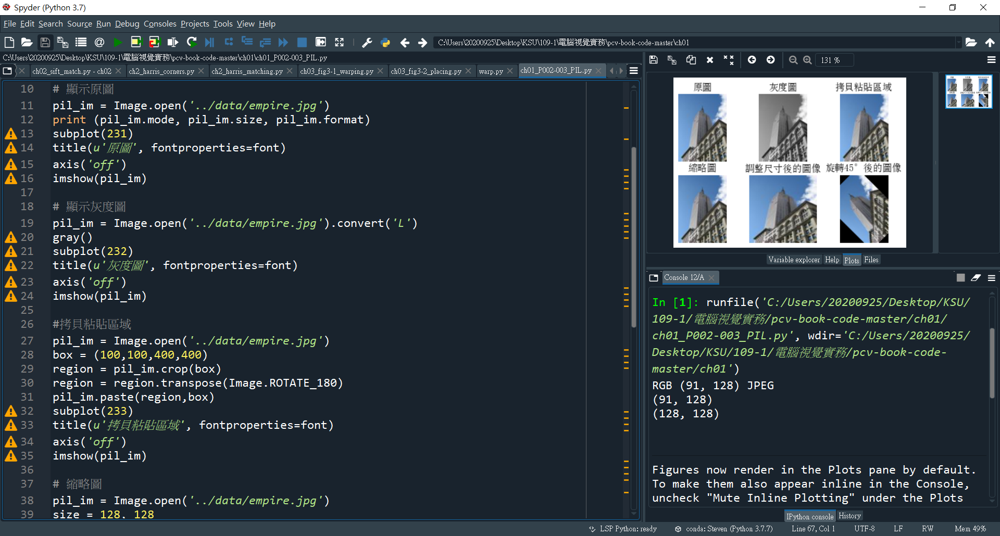 Spyder (Python 3.7)
File Edit Search Source Run Debug Consoles Projects Tools View Help
C:\Users\20200925\Desktop\KSU\109-1\電腦視覺實務\pcv-book-code-master\ch01
C:\Users\20200925\Desktop\KSU\109-1\電腦視覺實務\pcv-book-code-master\ch01\ch01_P002-003_PIL.py
ch02_sift_match.py - ch02 ch2_harris_corners.py ch2_harris_matching.py ch03_fig3-1_warping.py ch03_fig3-2_placing.py warp.py ch01_P002-003_PIL.py
10 # 顯示原圖
11 pil_im = Image.open('../data/empire.jpg')
12 print (pil_im.mode, pil_im.size, pil_im.format)
13 subplot(231)
14 title(u'原圖', fontproperties=font)
15 axis('off')
16 imshow(pil_im)
17
18 # 顯示灰度圖
19 pil_im = Image.open('../data/empire.jpg').convert('L')
20 gray()
21 subplot(232)
22 title(u'灰度圖', fontproperties=font)
23 axis('off')
24 imshow(pil_im)
25
26 #拷貝粘貼區域
27 pil_im = Image.open('../data/empire.jpg')
28 box = (100,100,400,400)
29 region = pil_im.crop(box)
30 region = region.transpose(Image.ROTATE_180)
31 pil_im.paste(region,box)
32 subplot(233)
33 title(u'拷貝粘貼區域', fontproperties=font)
34 axis('off')
35 imshow(pil_im)
36
37 # 縮略圖
38 pil_im = Image.open('../data/empire.jpg')
39 size = 128, 128
131 %
原圖 灰度圖 拷貝粘貼區域
縮略圖 調整尺寸後的圖像 旋轉45°後的圖像
Variable explorer Help Plots Files
Console 12/A
In [1]: runfile('C:/Users/20200925/Desktop/KSU/
109-1/電腦視覺實務/pcv-book-code-master/ch01/
ch01_P002-003_PIL.py', wdir='C:/Users/20200925/
Desktop/KSU/109-1/電腦視覺實務/pcv-book-code-
master/ch01')
RGB (91, 128) JPEG
(91, 128)
(128, 128)
Figures now render in the Plots pane by default.
To make them also appear inline in the Console,
uncheck "Mute Inline Plotting" under the Plots
IPython console History
LSP Python: ready conda: Steven (Python 3.7.7) Line 67, Col 1 UTF-8 LF RW Mem 49%